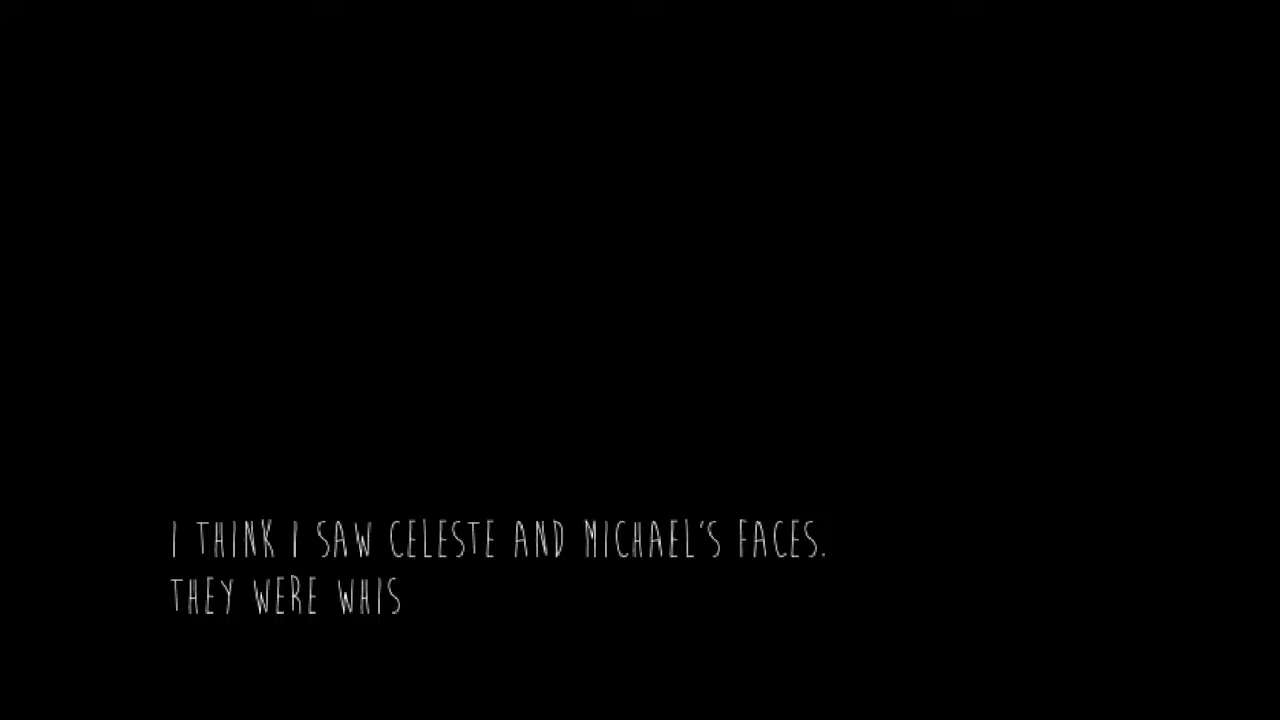 I THINK I SAW CELESTE AND MICHAEL'S FACES.
THEY WERE WHIS